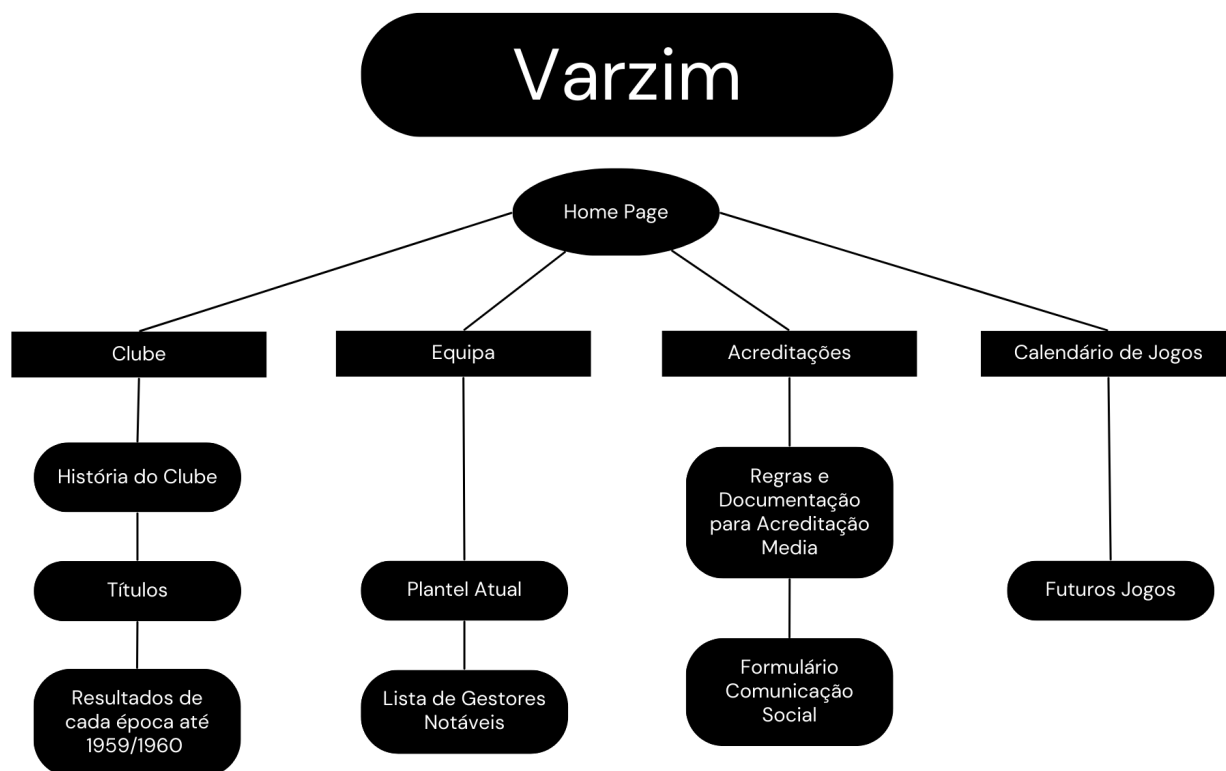 Varzim
Home Page
Clube
Equipa
Acreditações
Calendário de Jogos
História do Clube
Títulos
Resultados de
cada época até
1959/1960
Plantel Atual
Lista de Gestores
Notáveis
Regras e
Documentação
para Acreditação
Media
Formulário
Comunicação
Social
Futuros Jogos